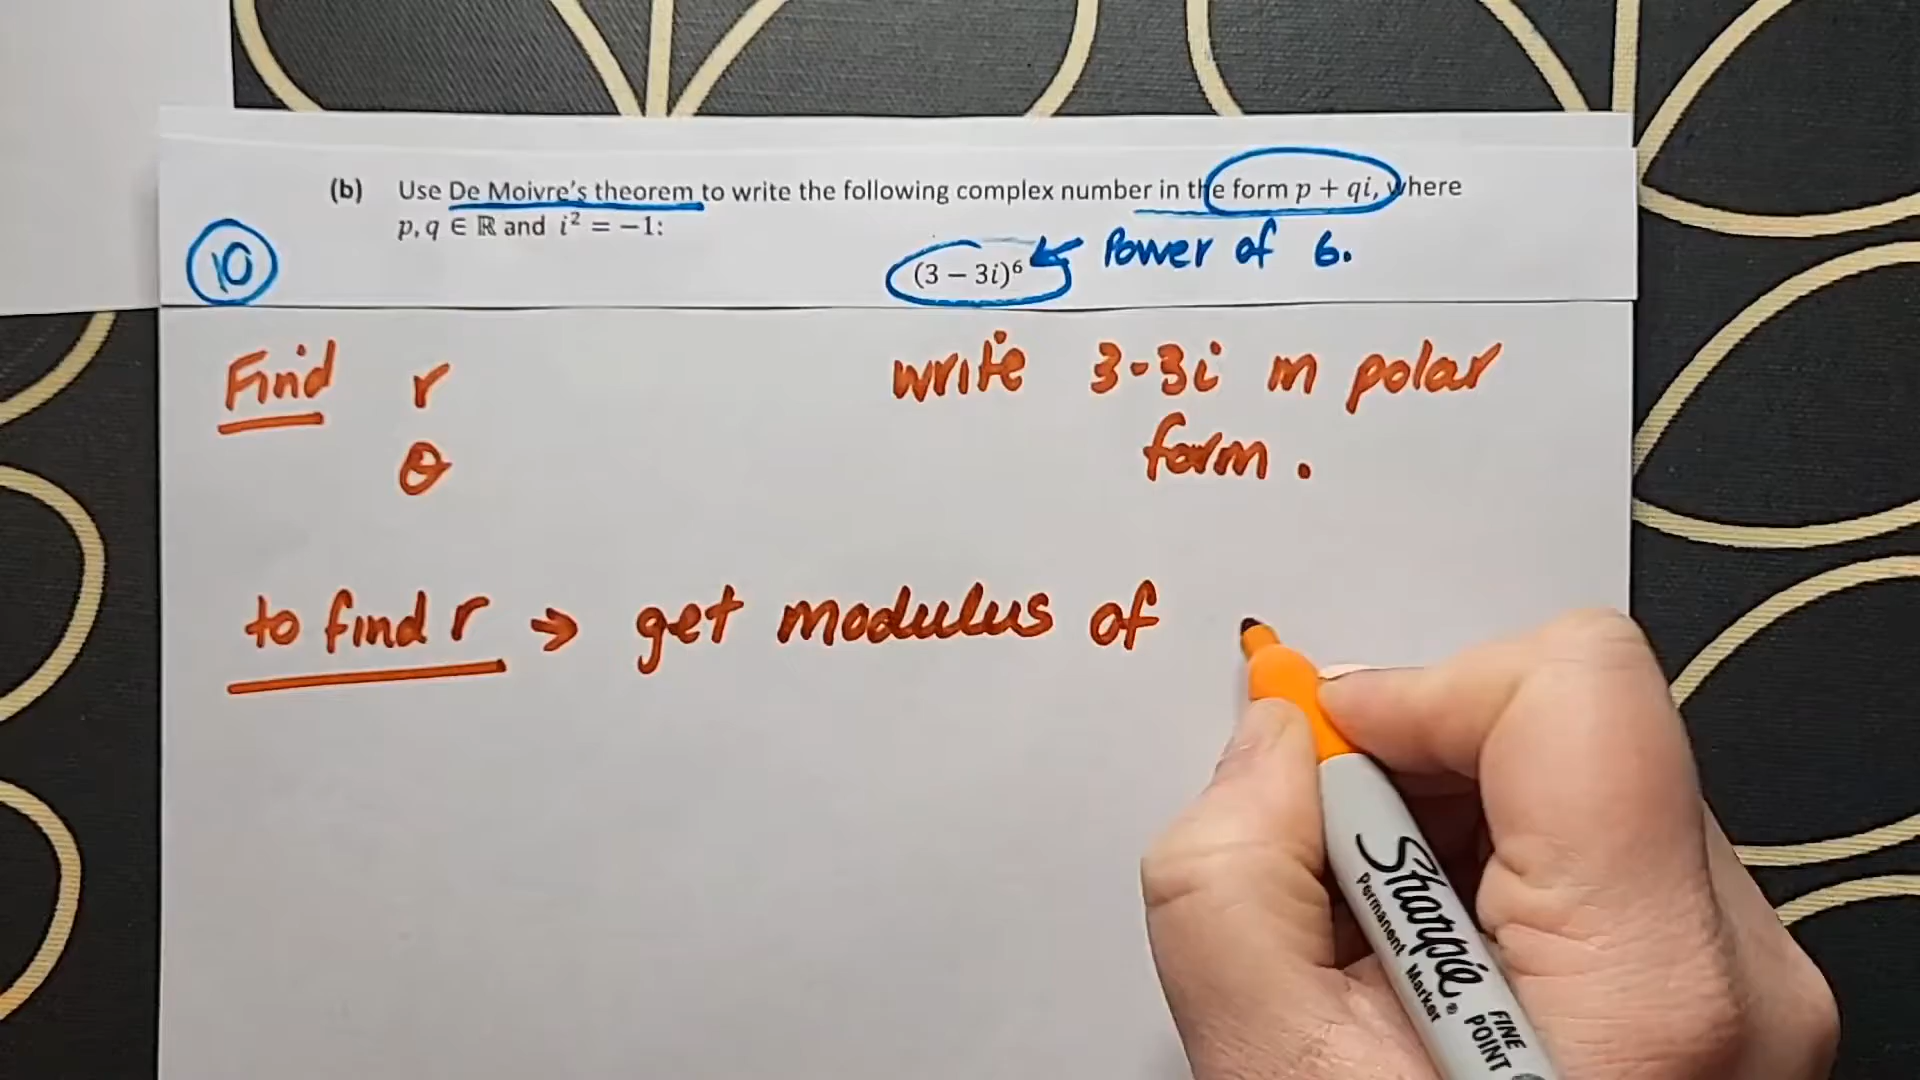 (b) Use De Moivre's theorem to write the following complex number in the form p + qi, where
p, q ∈ ℝ and i² = −1:
10
(3 − 3i)⁶
Power of 6.
Find r
θ
write 3-3i in polar
form.
to find r → get modulus of
Sharpie®
Permanent Marker
FINE
POINT